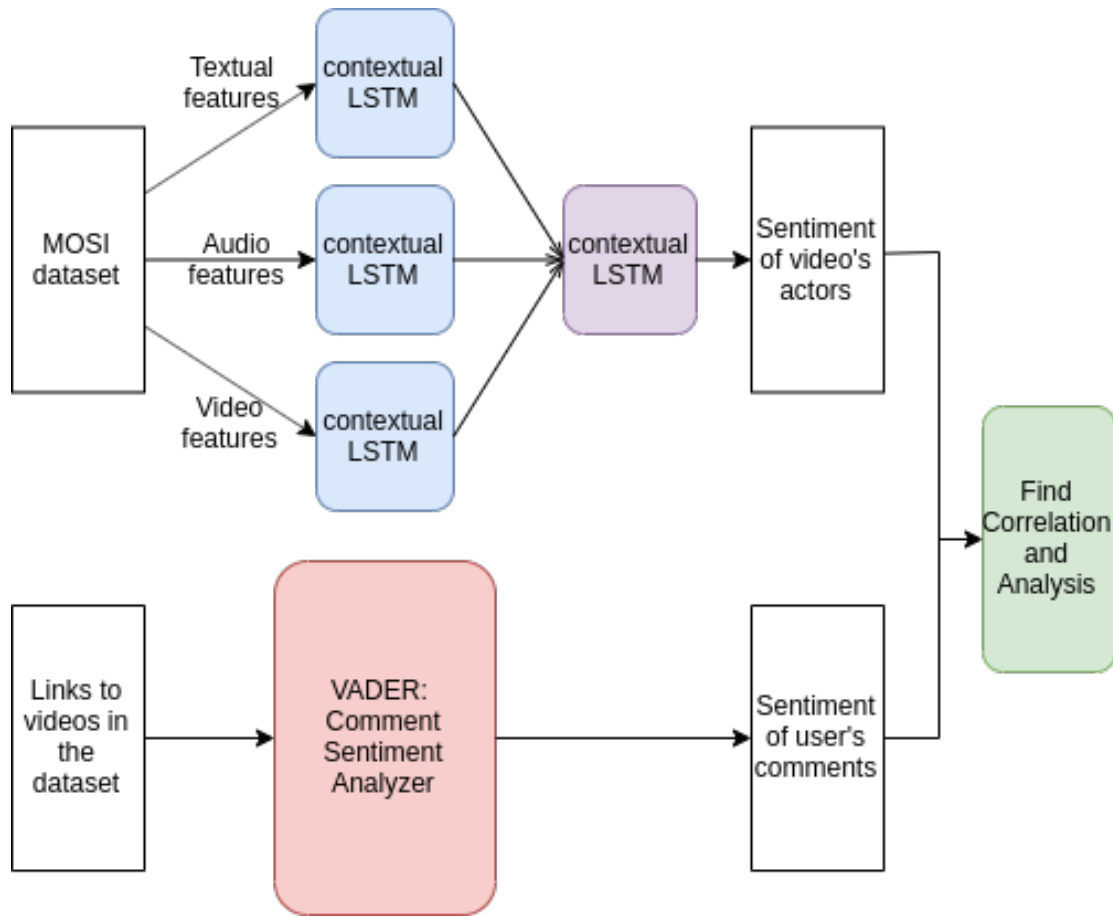 Textual
features
contextual
LSTM
MOSI
dataset
Audio
features
contextual
LSTM
contextual
LSTM
Sentiment
of video's
actors
Video
features
contextual
LSTM
Find
Correlation
and
Analysis
Links to
videos in
the
dataset
VADER:
Comment
Sentiment
Analyzer
Sentiment
of user's
comments